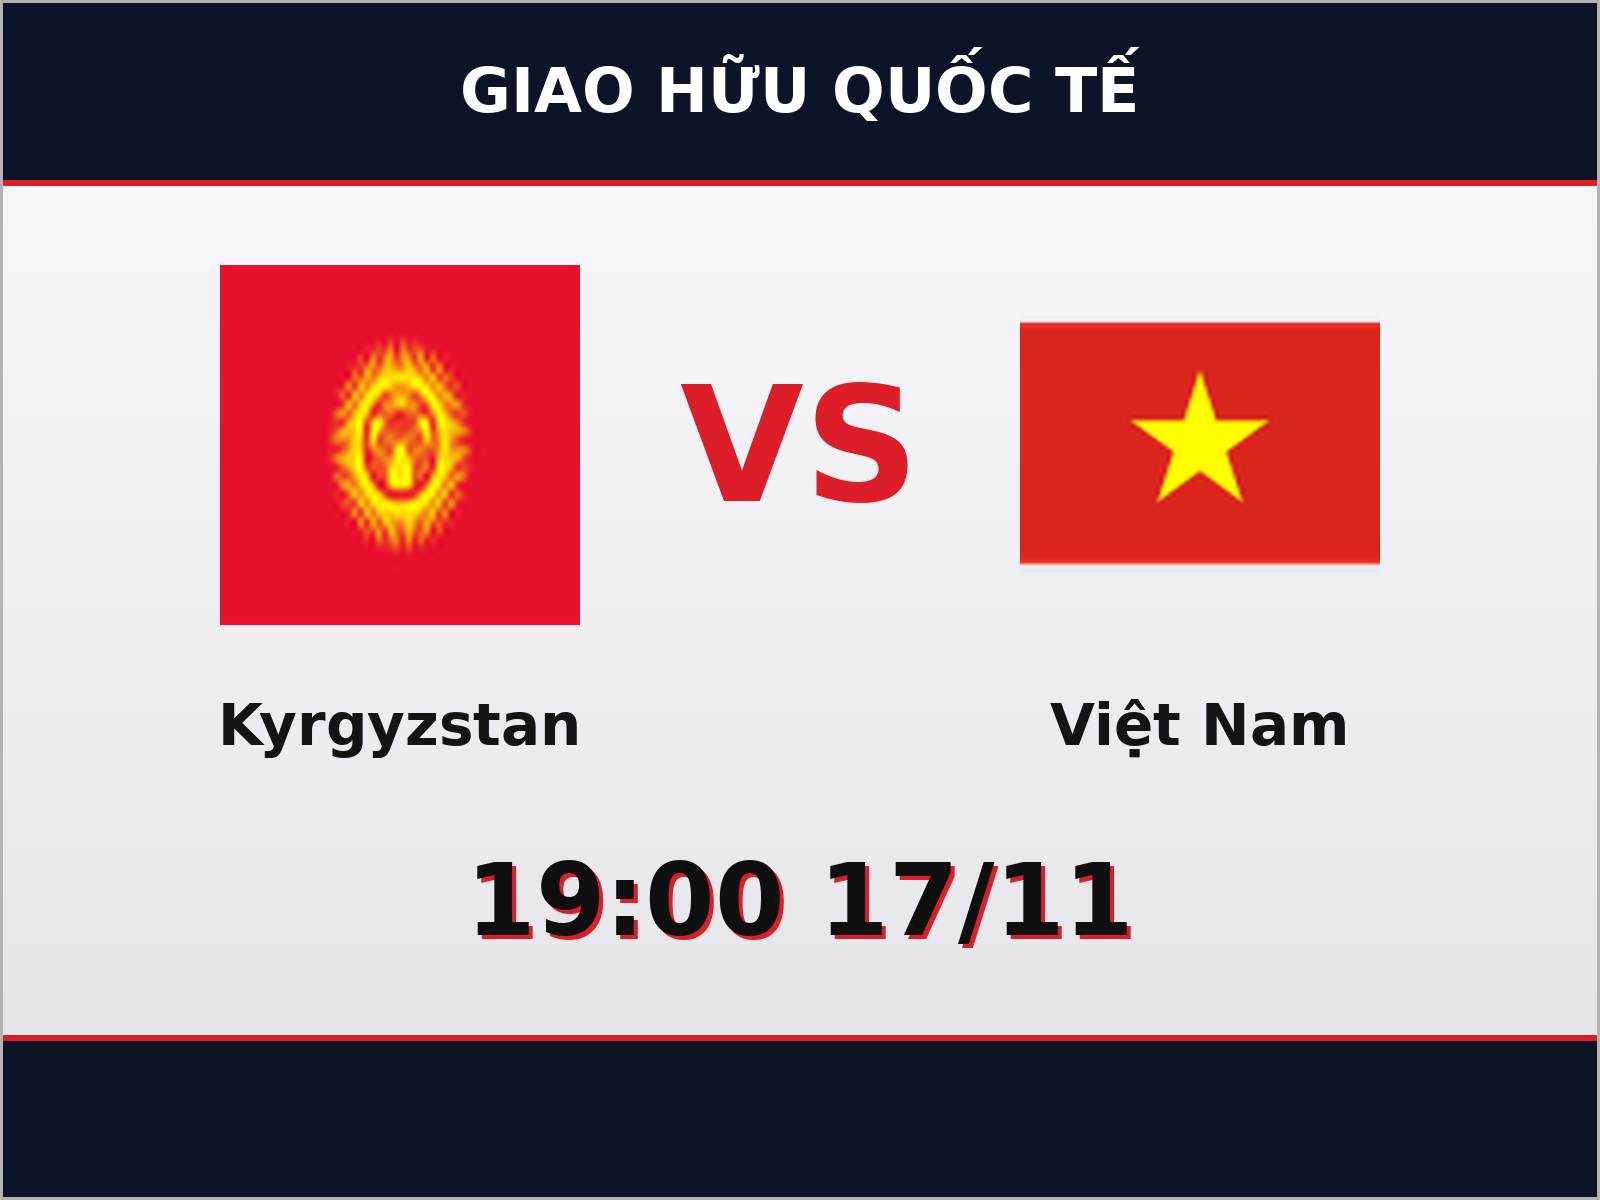 GIAO HỮU QUỐC TẾ
VS
Kyrgyzstan
Việt Nam
19:00 17/11